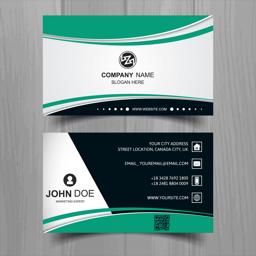 COMPANY NAME
SLOGAN HERE
WWW.WEBSITE.COM
YOUR CITY ADDRESS
STREET LOCATION, CANADA CITY, UK
EMAIL_YOUREMAIL@EMAIL.COM
+18 3428 7690 1800
+18 2481 8804 0009
YOURSITE.COM
JOHN DOE
MARKETING EXPERT